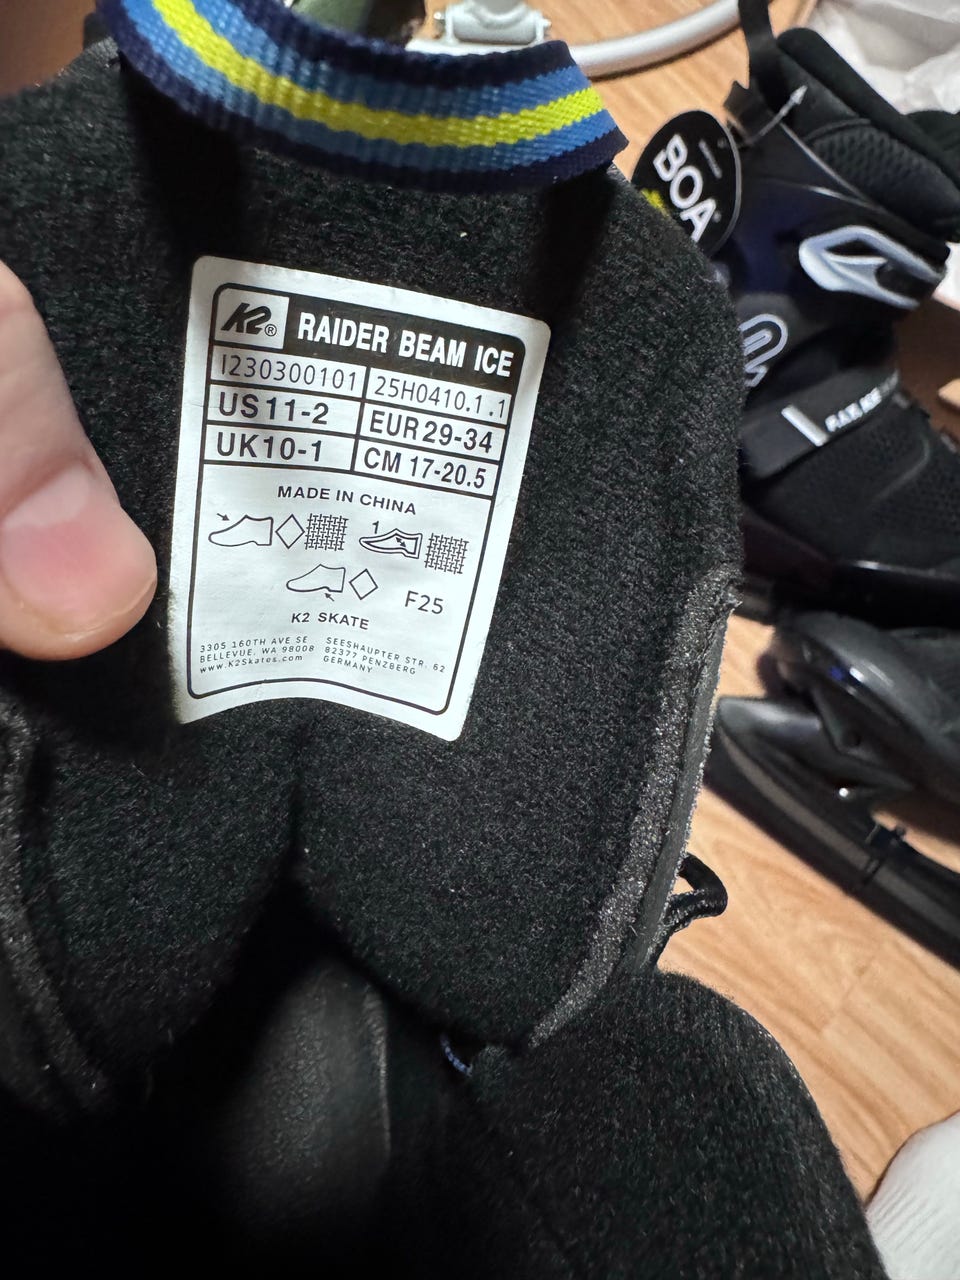 K2®
RAIDER BEAM ICE
I230300101
25H0410.1.1
US11-2
EUR29-34
UK10-1
CM 17-20.5
MADE IN CHINA
1
F25
K2 SKATE
3305 160TH AVE SE
BELLEVUE, WA 98008
www.K2Skates.com
SEESHAUPTER STR. 62
82377 PENZBERG
GERMANY
BOA